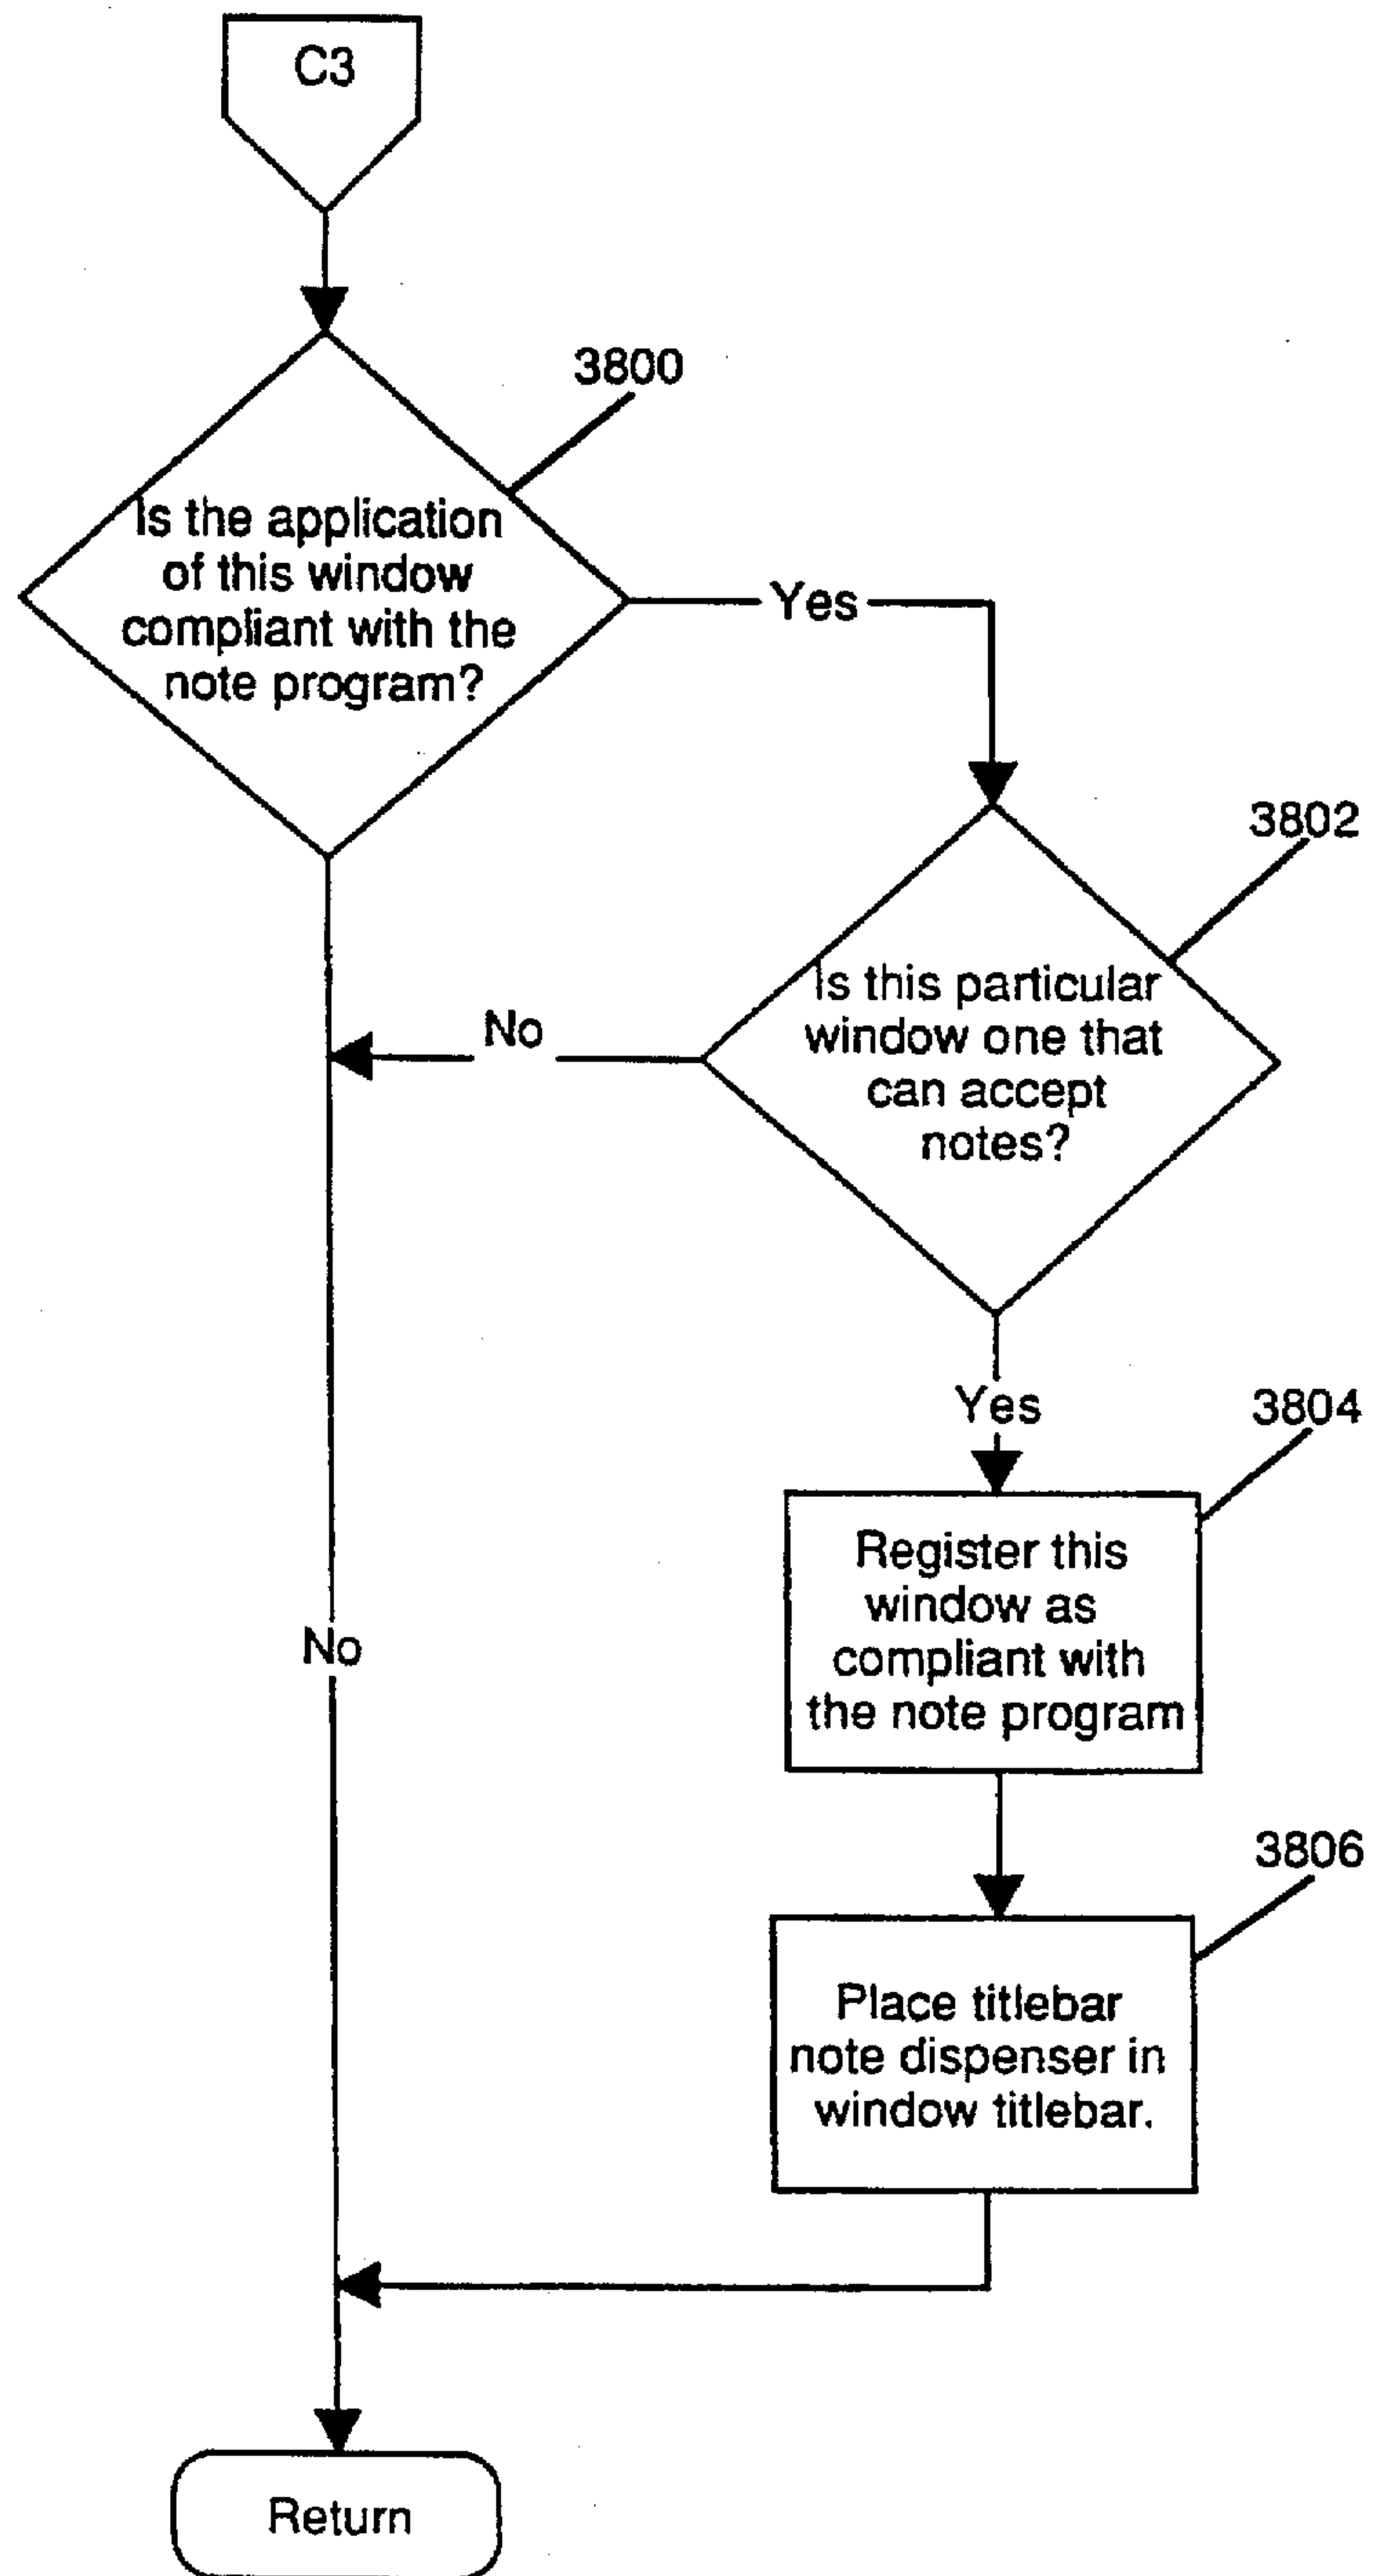 C3
3800
Is the application
of this window
compliant with the
note program?
Yes
3802
Is this particular
window one that
can accept
notes?
No
Yes
3804
Register this
window as
compliant with
the note program
No
3806
Place titlebar
note dispenser in
window titlebar.
Return